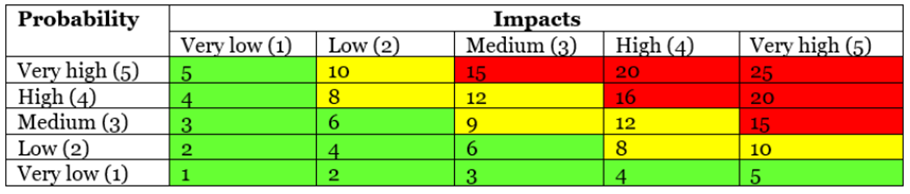 Probability Impacts
Very low (1) Low (2) Medium (3) High (4) Very high (5)
Very high (5) 5 10 15 20 25
High (4) 4 8 12 16 20
Medium (3) 3 6 9 12 15
Low (2) 2 4 6 8 10
Very low (1) 1 2 3 4 5